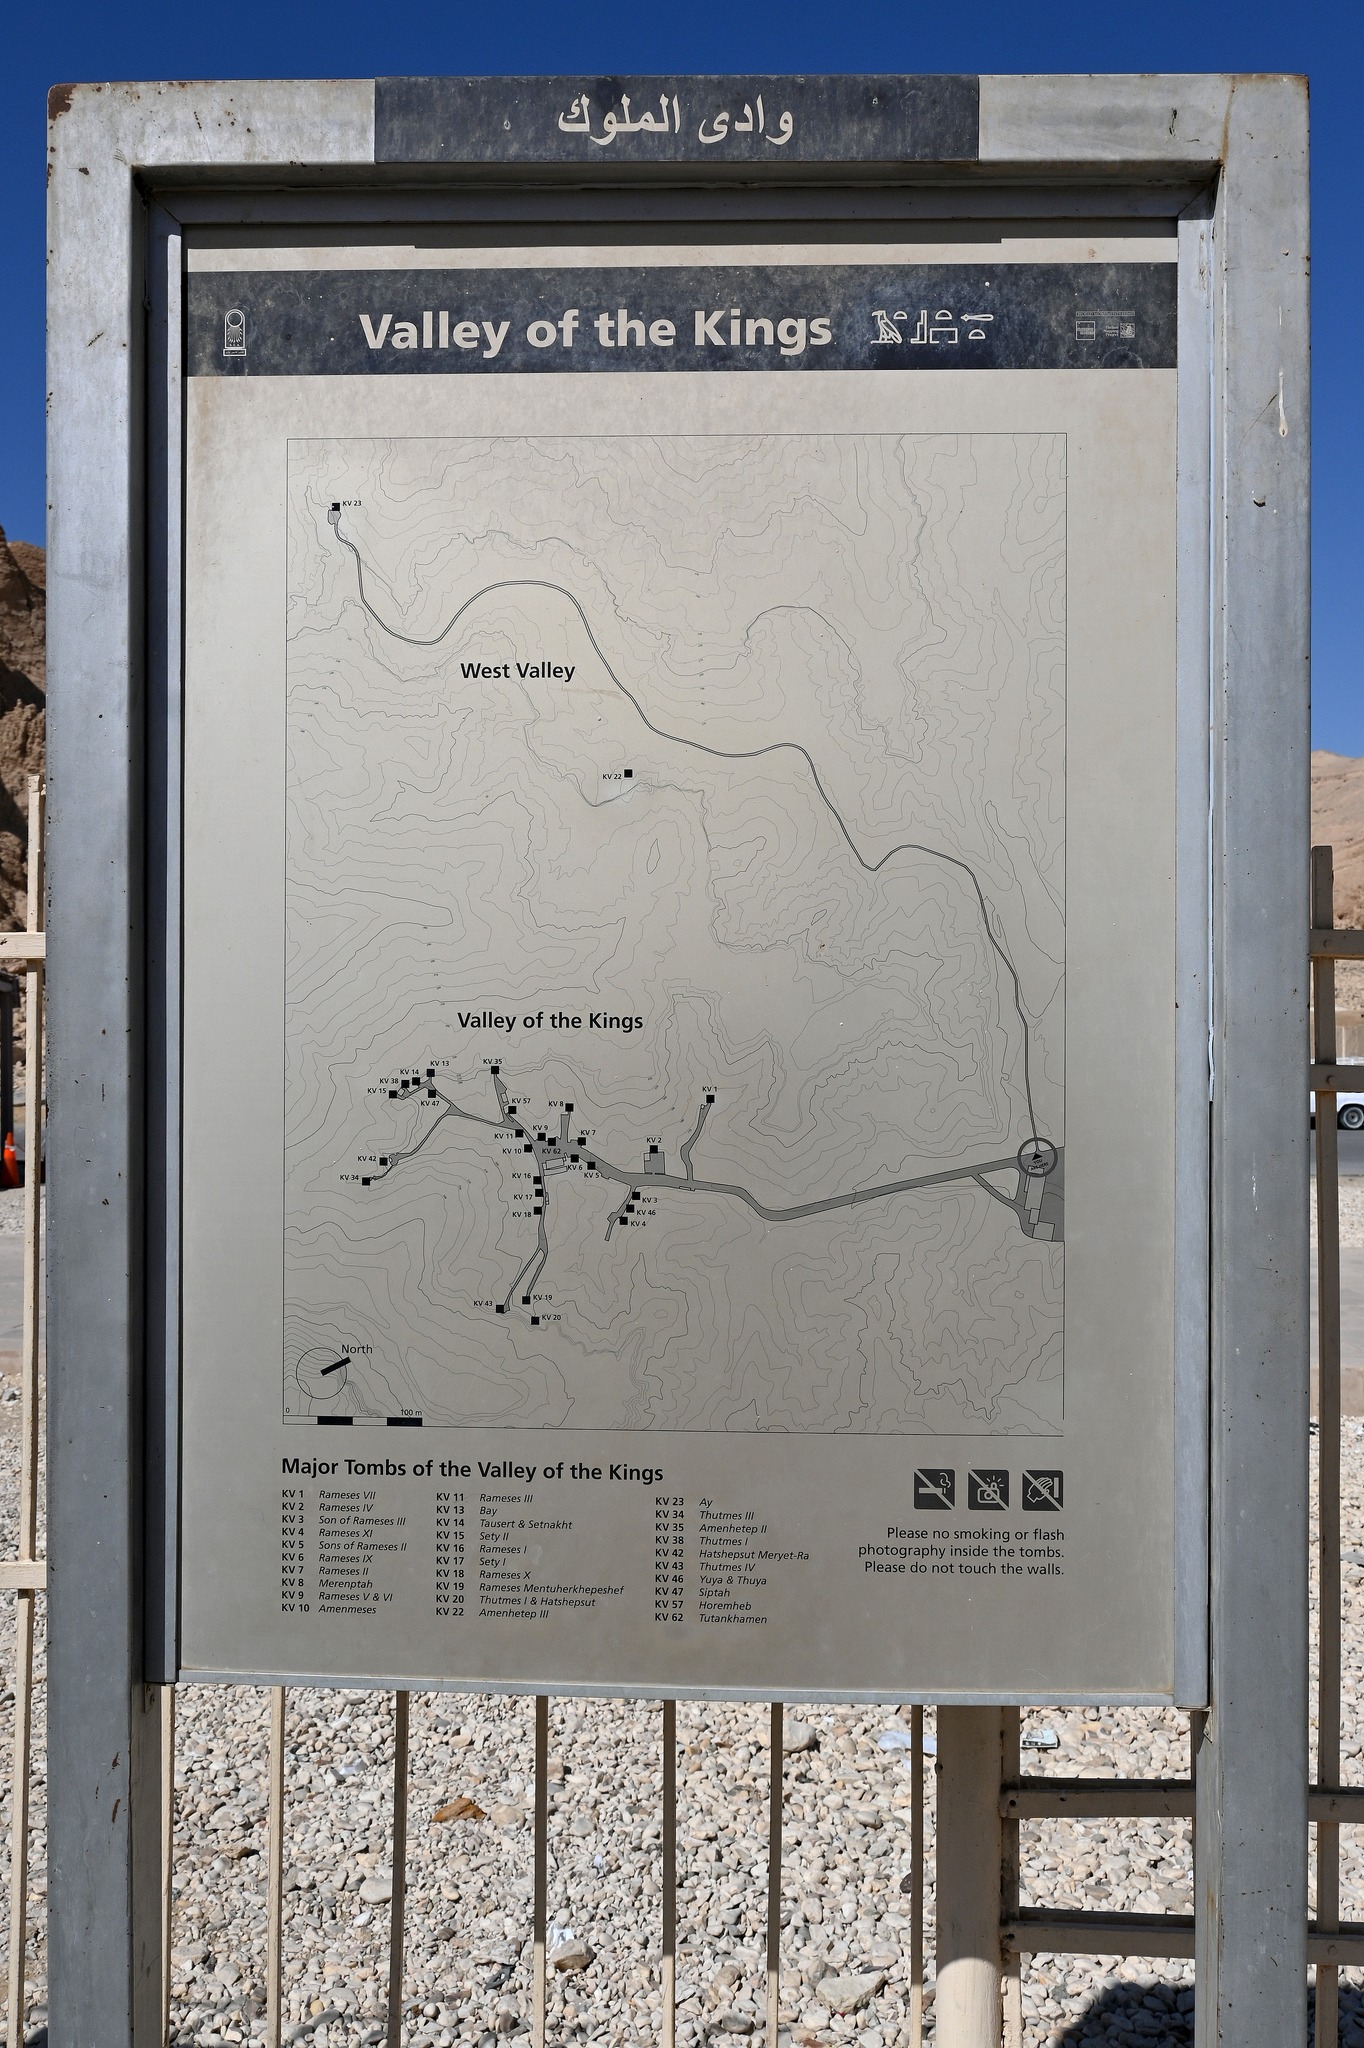 وادى الملوك
Valley of the Kings
KV 23
West Valley
KV 22
Valley of the Kings
KV 13
KV 14
KV 38
KV 15
KV 47
KV 35
KV 57
KV 8
KV 1
KV 11
KV 9
KV 7
KV 10
KV 62
KV 2
KV 6
KV 5
KV 42
KV 34
KV 16
KV 17
KV 18
KV 3
KV 46
KV 4
KV 43
KV 19
KV 20
North
0 100 m
Major Tombs of the Valley of the Kings
KV 1 Rameses VII
KV 2 Rameses IV
KV 3 Son of Rameses III
KV 4 Rameses XI
KV 5 Sons of Rameses II
KV 6 Rameses IX
KV 7 Rameses II
KV 8 Merenptah
KV 9 Rameses V & VI
KV 10 Amenmeses
KV 11 Rameses III
KV 13 Bay
KV 14 Tausert & Setnakht
KV 15 Sety II
KV 16 Rameses I
KV 17 Sety I
KV 18 Rameses X
KV 19 Rameses Mentuherkhepeshef
KV 20 Thutmes I & Hatshepsut
KV 22 Amenhetep III
KV 23 Ay
KV 34 Thutmes III
KV 35 Amenhetep II
KV 38 Thutmes I
KV 42 Hatshepsut Meryet-Ra
KV 43 Thutmes IV
KV 46 Yuya & Thuya
KV 47 Siptah
KV 57 Horemheb
KV 62 Tutankhamen
Please no smoking or flash
photography inside the tombs.
Please do not touch the walls.